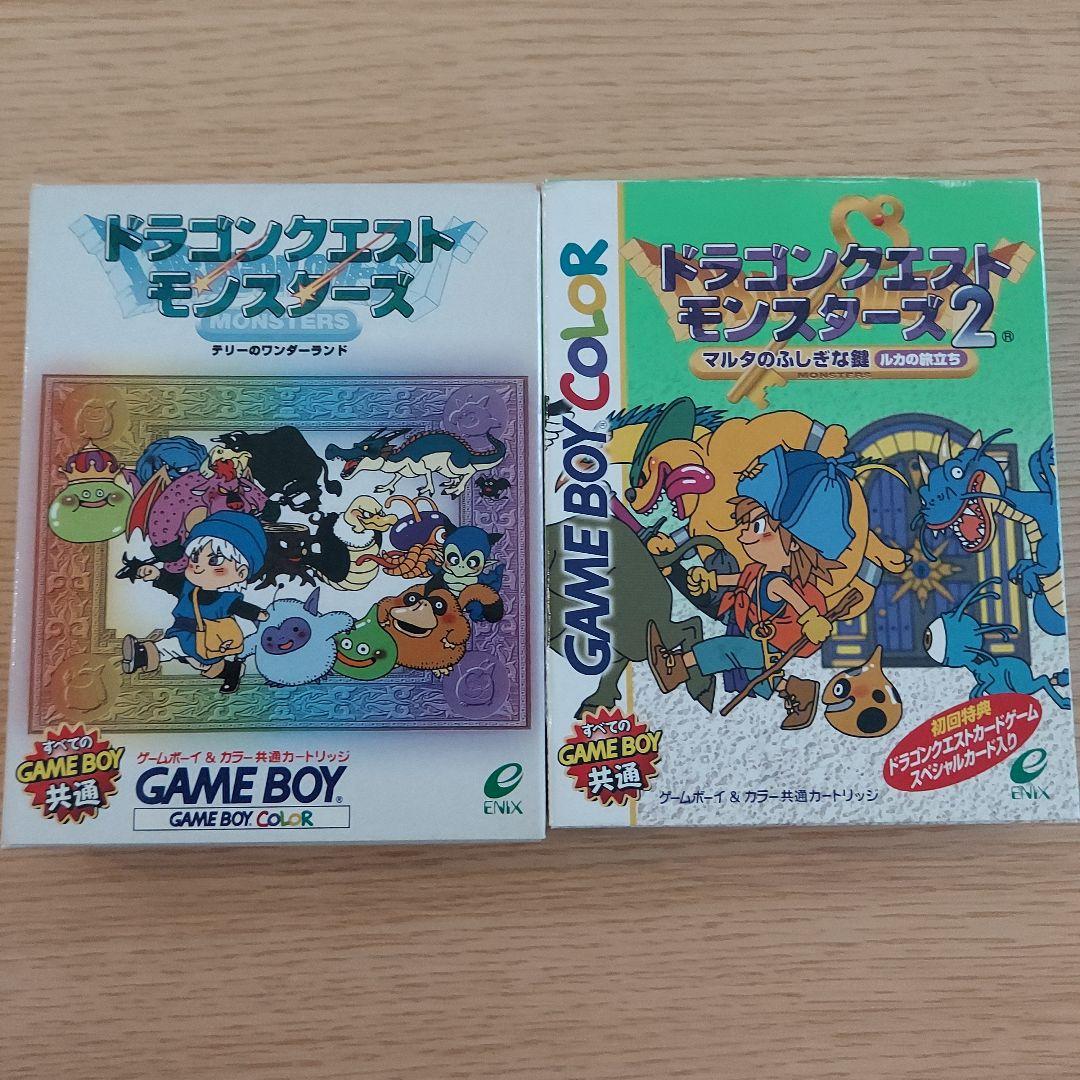 ドラゴンクエスト
モンスターズ
MONSTERS
テリーのワンダーランド
すべての
GAME BOY
共通
ゲームボーイ & カラー共通カートリッジ
GAME BOY®
GAME BOY COLOR
e
ENIX
GAME BOY COLOR
ドラゴンクエスト
モンスターズ2®
マルタのふしぎな鍵 ルカの旅立ち
MONSTERS
初回特典
ドラゴンクエストカードゲーム
スペシャルカード入り
すべての
GAME BOY
共通
ゲームボーイ & カラー共通カートリッジ
e
ENIX